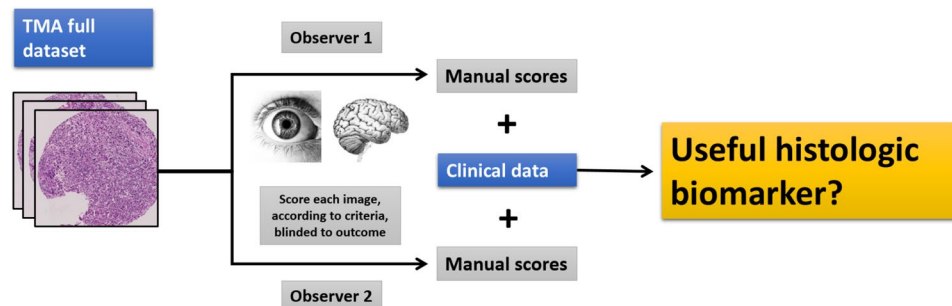 TMA full
dataset
Observer 1
Manual scores
+
Clinical data
+
Manual scores
Score each image,
according to criteria,
blinded to outcome
Observer 2
Useful histologic
biomarker?